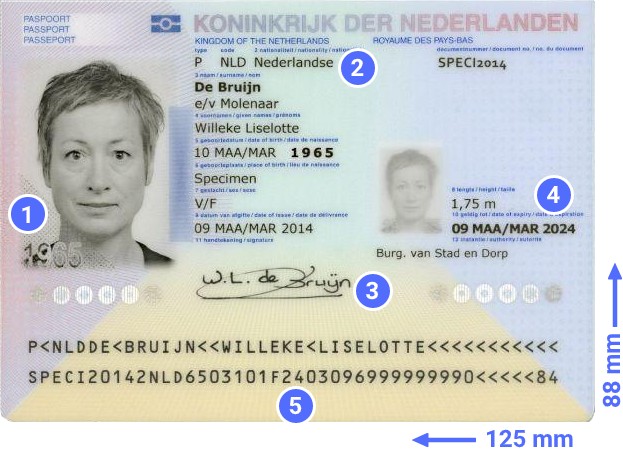 PASPOORT
PASSPORT
PASSEPORT
KONINKRIJK DER NEDERLANDEN
KINGDOM OF THE NETHERLANDS ROYAUME DES PAYS-BAS
type code 2 nationaliteit / nationality / documentnummer / document no. / no. du document
P NLD Nederlandse SPECI2014
2
3 naam / surname / nom
De Bruijn
e/v Molenaar
4 voornamen / given names / prénoms
Willeke Liselotte
5 geboortedatum / date of birth / date de naissance
10 MAA/MAR 1965
6 geboorteplaats / place of birth / lieu de naissance
Specimen
7 geslacht / sex / sexe
V/F
8 datum van afgifte / date of issue / date de délivrance
09 MAA/MAR 2014
11 handtekening / signature
9 lengte / height / taille
1,75 m
4
10 geldig tot / date of expiry / date d'expiration
09 MAA/MAR 2024
12 instantie / authority / autorité
Burg. van Stad en Dorp
1
1965
W.L. de Bruijn
3
P<NLDDE<BRUIJN<<WILLEKE<LISELOTTE<<<<<<<<<<<
SPECI20142NLD6503101F2403096999999990<<<<<84
5
88 mm
125 mm